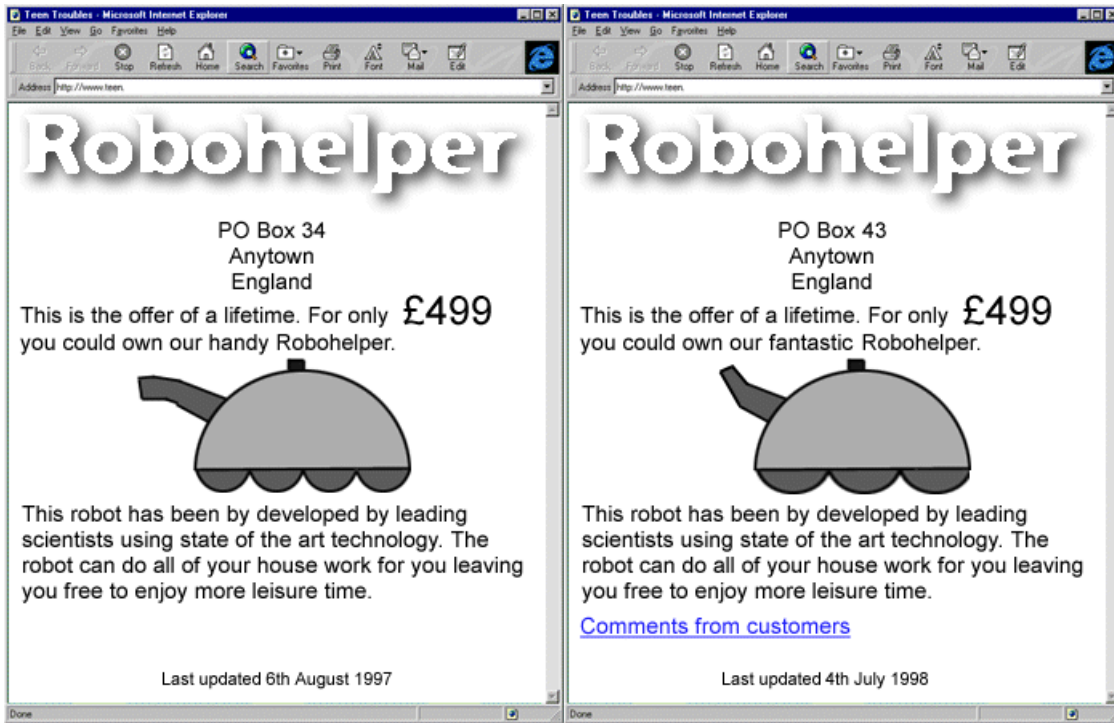 Teen Troubles - Microsoft Internet Explorer
File Edit View Go Favorites Help
Back Forward Stop Refresh Home Search Favorites Print Font Mail Edit
Address http://www.teen.
Robohelper
PO Box 34
Anytown
England
This is the offer of a lifetime. For only £499
you could own our handy Robohelper.
This robot has been by developed by leading
scientists using state of the art technology. The
robot can do all of your house work for you leaving
you free to enjoy more leisure time.
Last updated 6th August 1997
Done
Teen Troubles - Microsoft Internet Explorer
File Edit View Go Favorites Help
Back Forward Stop Refresh Home Search Favorites Print Font Mail Edit
Address http://www.teen.
Robohelper
PO Box 43
Anytown
England
This is the offer of a lifetime. For only £499
you could own our fantastic Robohelper.
This robot has been by developed by leading
scientists using state of the art technology. The
robot can do all of your house work for you leaving
you free to enjoy more leisure time.
Comments from customers
Last updated 4th July 1998
Done